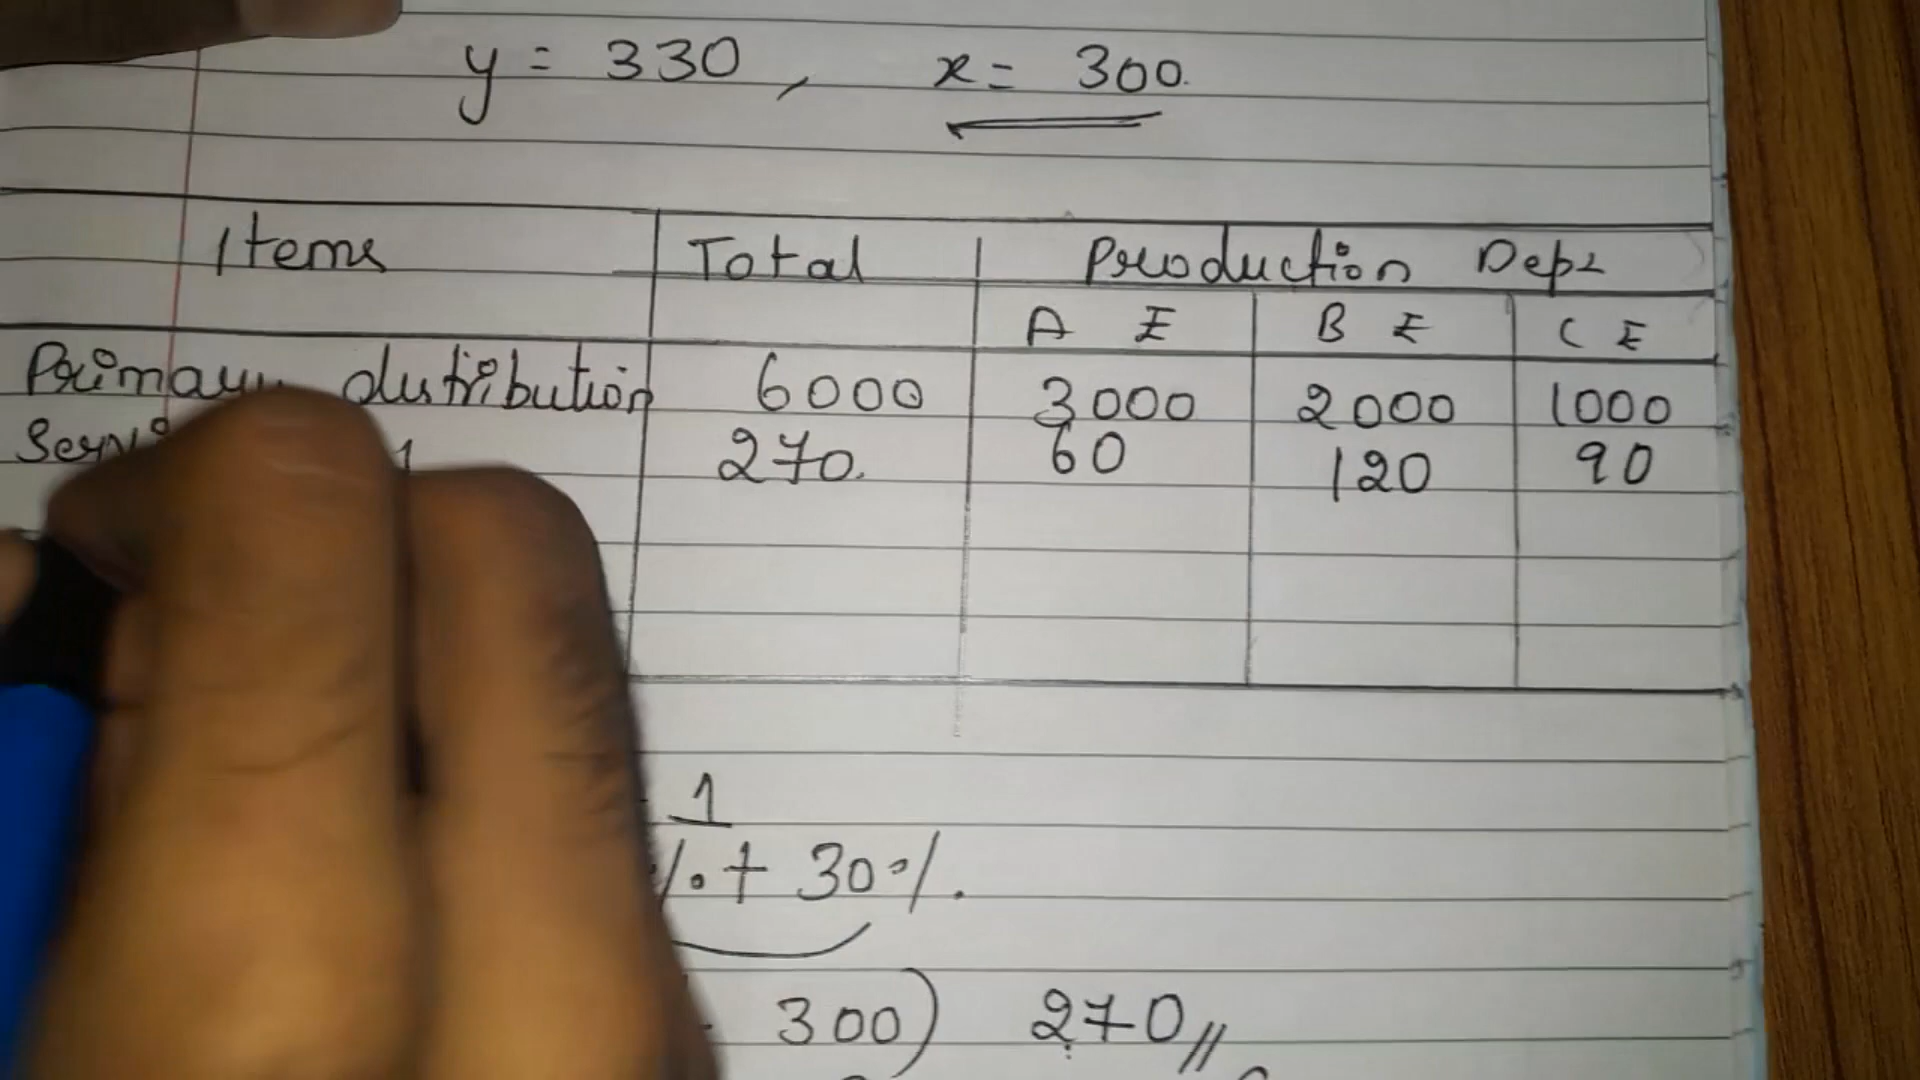 y = 330, x = 300.
Items Total Production Dept
A £ B £ C £
Primary distribution 6000 3000 2000 1000
1 270. 60 120 90
1
% + 30%.
300) 270//